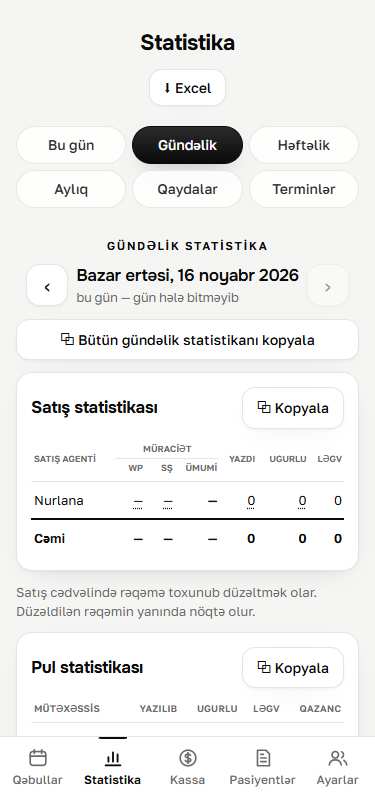 Statistika
⭳ Excel
Bu gün Gündəlik Həftəlik
Aylıq Qaydalar Terminlər
GÜNDƏLİK STATİSTİKA
‹ Bazar ertəsi, 16 noyabr 2026 ›
bu gün — gün hələ bitməyib
Bütün gündəlik statistikanı kopyala
Satış statistikası Kopyala
SATIŞ AGENTİ MÜRACİƏT YAZDI UGURLU LƏGV
WP SŞ ÜMUMİ
Nurlana – – – 0 0 0
Cəmi – – – 0 0 0
Satış cədvəlində rəqəmə toxunub düzəltmək olar.
Düzəldilən rəqəmin yanında nöqtə olur.
Pul statistikası Kopyala
MÜTƏXƏSSİS YAZILIB UGURLU LƏGV QAZANC
Qəbullar Statistika Kassa Pasiyentlər Ayarlar